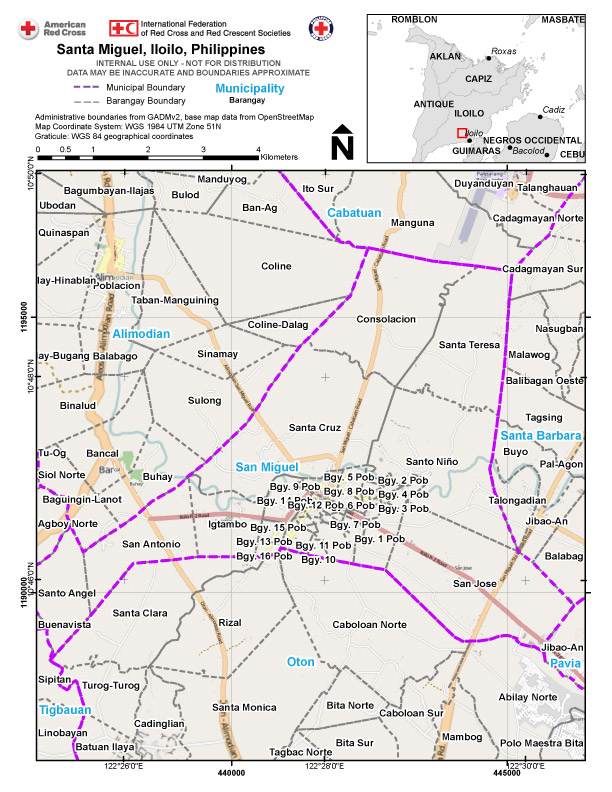 American
Red Cross
International Federation
of Red Cross and Red Crescent Societies
Santa Miguel, Iloilo, Philippines
INTERNAL USE ONLY - NOT FOR DISTRIBUTION
DATA MAY BE INACCURATE AND BOUNDARIES APPROXIMATE
Municipal Boundary
Municipality
Barangay Boundary
Barangay
Administrative boundaries from GADMv2, base map data from OpenStreetMap
Map Coordinate System: WGS 1984 UTM Zone 51N
Graticule: WGS 84 geographical coordinates
0 0.5 1 2 3 4
Kilometers
N
ROMBLON
MASBATE
Roxas
AKLAN
CAPIZ
ANTIQUE
ILOILO
Cadiz
Iloilo
NEGROS OCCIDENTAL
GUIMARAS
Bacolod
CEBU
10°50'0"N
Manduyog
Ito Sur
Duyanduyan
Talanghauan
Bagumbayan-Ilajas
Bulod
Ubodan
Ban-Ag
Cabatuan
Manguna
Cadagmayan Norte
Quinaspan
Coline
Cadagmayan Sur
lay-Hinablan
Alimodian
Poblacion
Taban-Manguining
1195000
Consolacion
Coline-Dalag
Nasugban
Alimodian
Santa Teresa
ay-Bugang
Balabago
Sinamay
Malawog
10°48'0"N
Balibagan Oeste
Binalud
Sulong
Tagsing
Santa Cruz
Santa Barbara
Tu-Og
Bancal
Buyo
Santo Niño
Pal-Agon
Siol Norte
San Miguel
Buhay
Bgy. 5 Pob
Bgy. 2 Pob
Bgy. 9 Pob
Bgy. 8 Pob
Bgy. 4 Pob
Baguingin-Lanot
Talongadian
Bgy. 3 Pob
Agboy Norte
Igtambo
Bgy. 15 Pob
Bgy. 7 Pob
Jibao-An
San Antonio
Bgy. 13 Pob
Bgy. 11 Pob
Bgy. 1 Pob
Bgy. 16 Pob
Bgy. 10
Balabag
San Jose
San Jose
1190000
Santo Angel
Santa Clara
Buenavista
Rizal
Caboloan Norte
Jibao-An
Oton
Pavia
Sipitan
Turog-Turog
Abilay Norte
Tigbauan
Santa Monica
Bita Norte
Caboloan Sur
Cadinglian
Linobayan
Batuan Ilaya
Tagbac Norte
Bita Sur
Mambog
Polo Maestra Bita
122°26'0"E
122°28'0"E
122°30'0"E
440000
445000